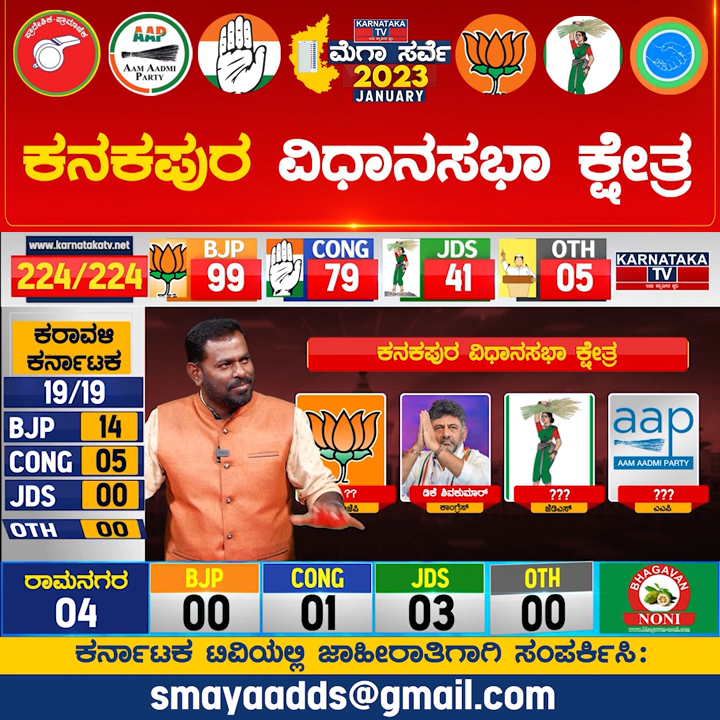 ಪ್ರಾದೇಶಿಕ ಪ್ರಾಮಾಣಿಕ
AAP
AAM AADMI
PARTY
KARNATAKA
TV
ಮೆಗಾ ಸರ್ವೆ
2023
JANUARY
ಕನಕಪುರ ವಿಧಾನಸಭಾ ಕ್ಷೇತ್ರ
www.karnatakatv.net
224/224
BJP
99
CONG
79
JDS
41
OTH
05
KARNATAKA
TV
ಕರಾವಳಿ
ಕರ್ನಾಟಕ
19/19
BJP 14
CONG 05
JDS 00
OTH 00
ಕನಕಪುರ ವಿಧಾನಸಭಾ ಕ್ಷೇತ್ರ
aap
AAM AADMI PARTY
?? ಡಿಕೆ ಶಿವಕುಮಾರ್ ??? ???
ಜೆಪಿ ಕಾಂಗ್ರೆಸ್ ಜೆಡಿಎಸ್ ಎಎಪಿ
ರಾಮನಗರ
04
BJP
00
CONG
01
JDS
03
OTH
00
BHAGAVAN
NONI
ಕರ್ನಾಟಕ ಟಿವಿಯಲ್ಲಿ ಜಾಹೀರಾತಿಗಾಗಿ ಸಂಪರ್ಕಿಸಿ:
smayaadds@gmail.com